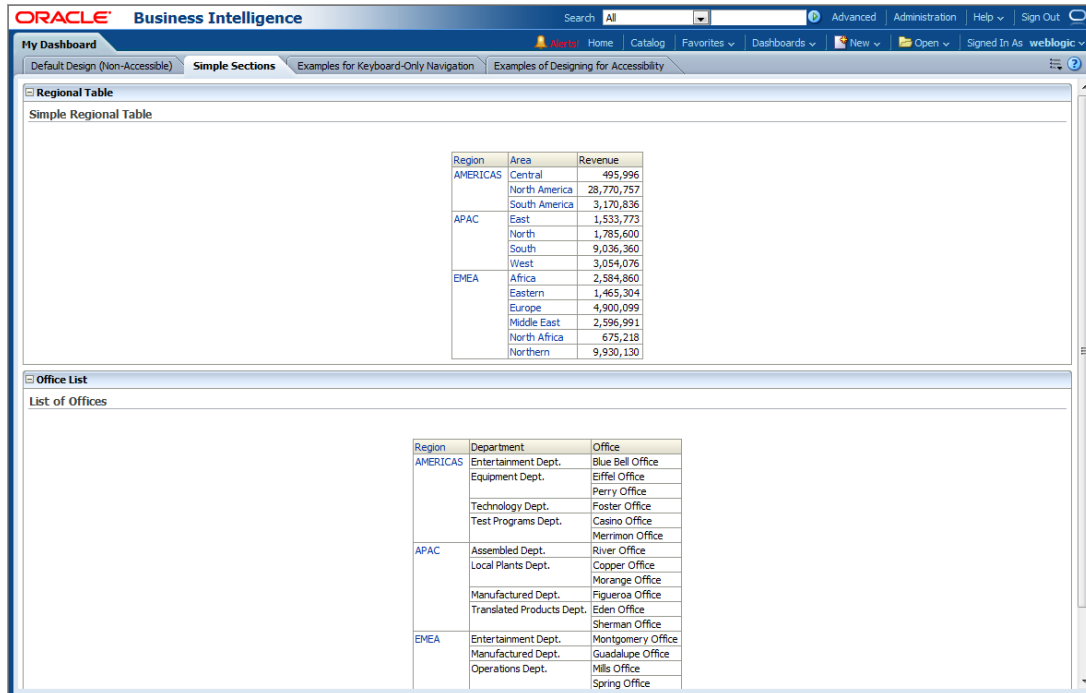 ORACLE Business Intelligence Search All Advanced Administration Help Sign Out
My Dashboard Alerts! Home Catalog Favorites Dashboards New Open Signed In As weblogic
Default Design (Non-Accessible) Simple Sections Examples for Keyboard-Only Navigation Examples of Designing for Accessibility
Regional Table
Simple Regional Table
Region Area Revenue
AMERICAS Central 495,996
North America 28,770,757
South America 3,170,836
APAC East 1,533,773
North 1,785,600
South 9,036,360
West 3,054,076
EMEA Africa 2,584,860
Eastern 1,465,304
Europe 4,900,099
Middle East 2,596,991
North Africa 675,218
Northern 9,930,130
Office List
List of Offices
Region Department Office
AMERICAS Entertainment Dept. Blue Bell Office
Equipment Dept. Eiffel Office
Perry Office
Technology Dept. Foster Office
Test Programs Dept. Casino Office
Merrimon Office
APAC Assembled Dept. River Office
Local Plants Dept. Copper Office
Morange Office
Manufactured Dept. Figueroa Office
Translated Products Dept. Eden Office
Sherman Office
EMEA Entertainment Dept. Montgomery Office
Manufactured Dept. Guadalupe Office
Operations Dept. Mills Office
Spring Office